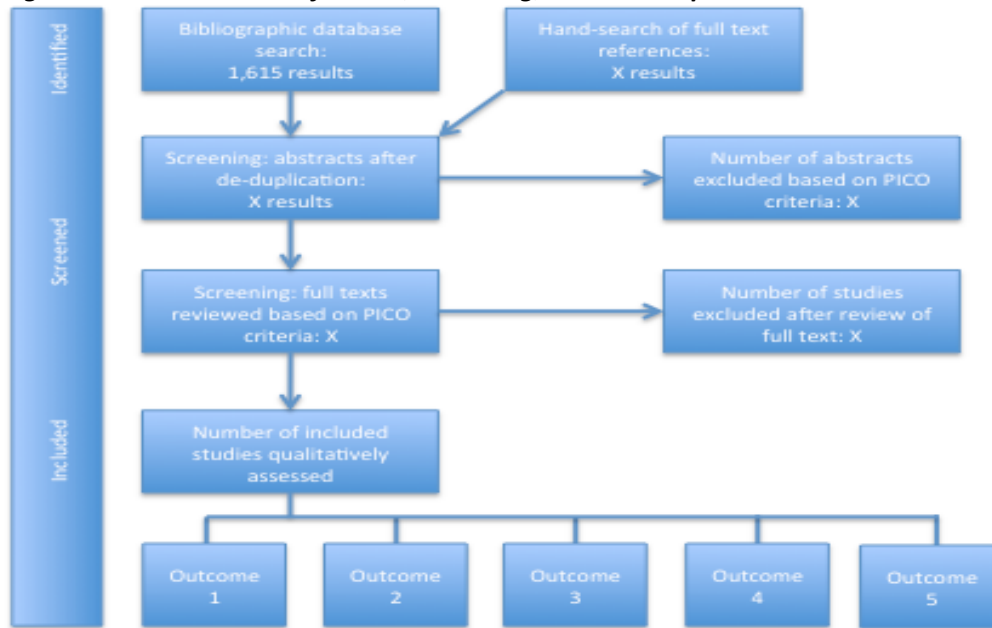 Identified
Bibliographic database
search:
1,615 results
Hand-search of full text
references:
X results
Screening: abstracts after
de-duplication:
X results
Number of abstracts
excluded based on PICO
criteria: X
Screened
Screening: full texts
reviewed based on PICO
criteria: X
Number of studies
excluded after review of
full text: X
Included
Number of included
studies qualitatively
assessed
Outcome
1
Outcome
2
Outcome
3
Outcome
4
Outcome
5